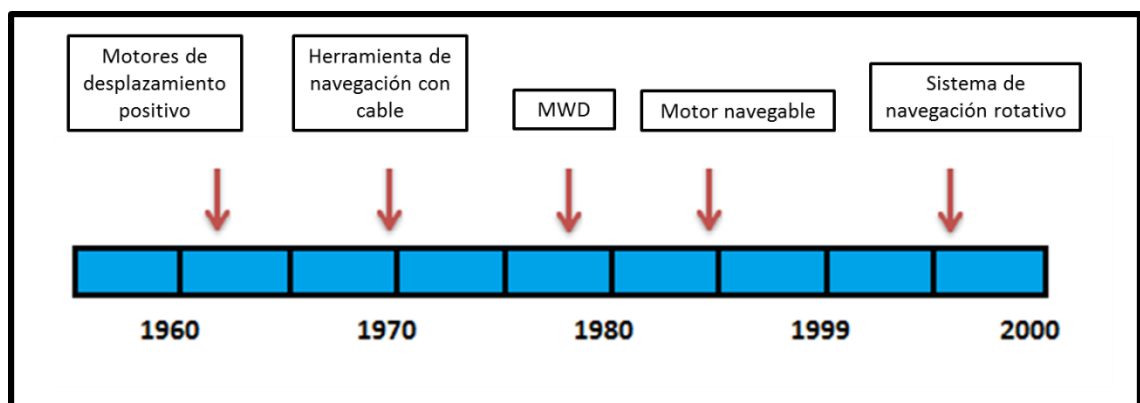 Motores de
desplazamiento
positivo
Herramienta de
navegación con
cable
MWD
Motor navegable
Sistema de
navegación rotativo
1960
1970
1980
1999
2000